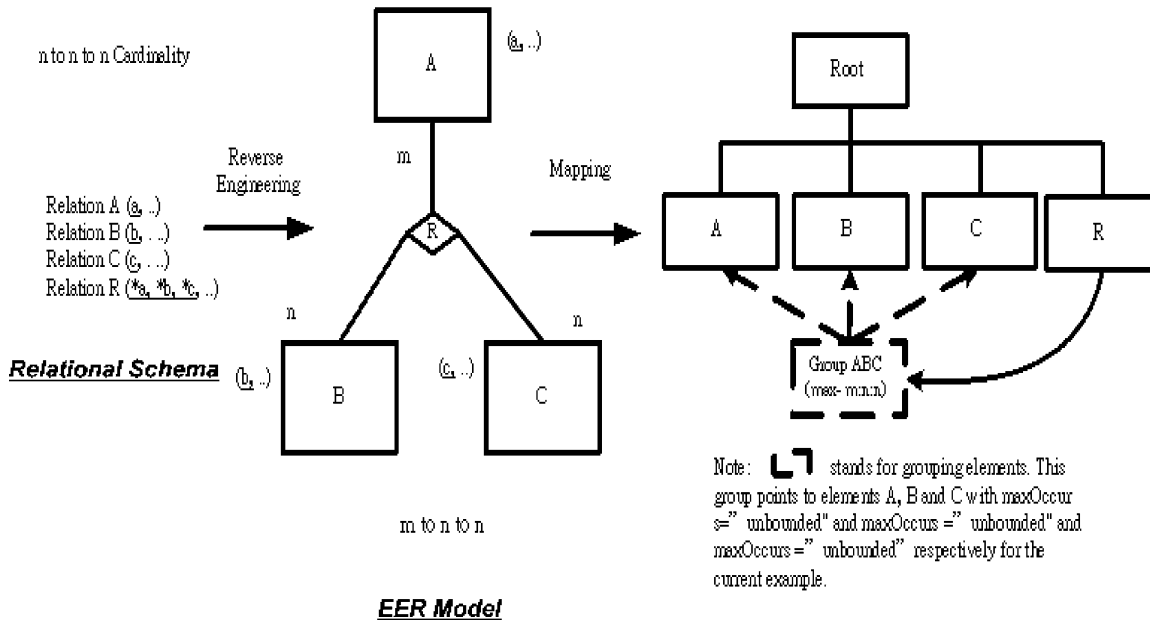 n to n to n Cardinality
Relation A (a, ..)
Relation B (b, ...)
Relation C (c, ...)
Relation R (*a, *b, *c, ..)
Relational Schema
Reverse
Engineering
A
(a, ..)
m
R
n
n
B
(b, ..)
C
(c, ..)
m to n to n
EER Model
Mapping
Root
A
B
C
R
Group ABC
(max- m:n:n)
Note: stands for grouping elements. This
group points to elements A, B and C with maxOccur
s=” unbounded" and maxOccurs =” unbounded" and
maxOccurs =” unbounded” respectively for the
current example.